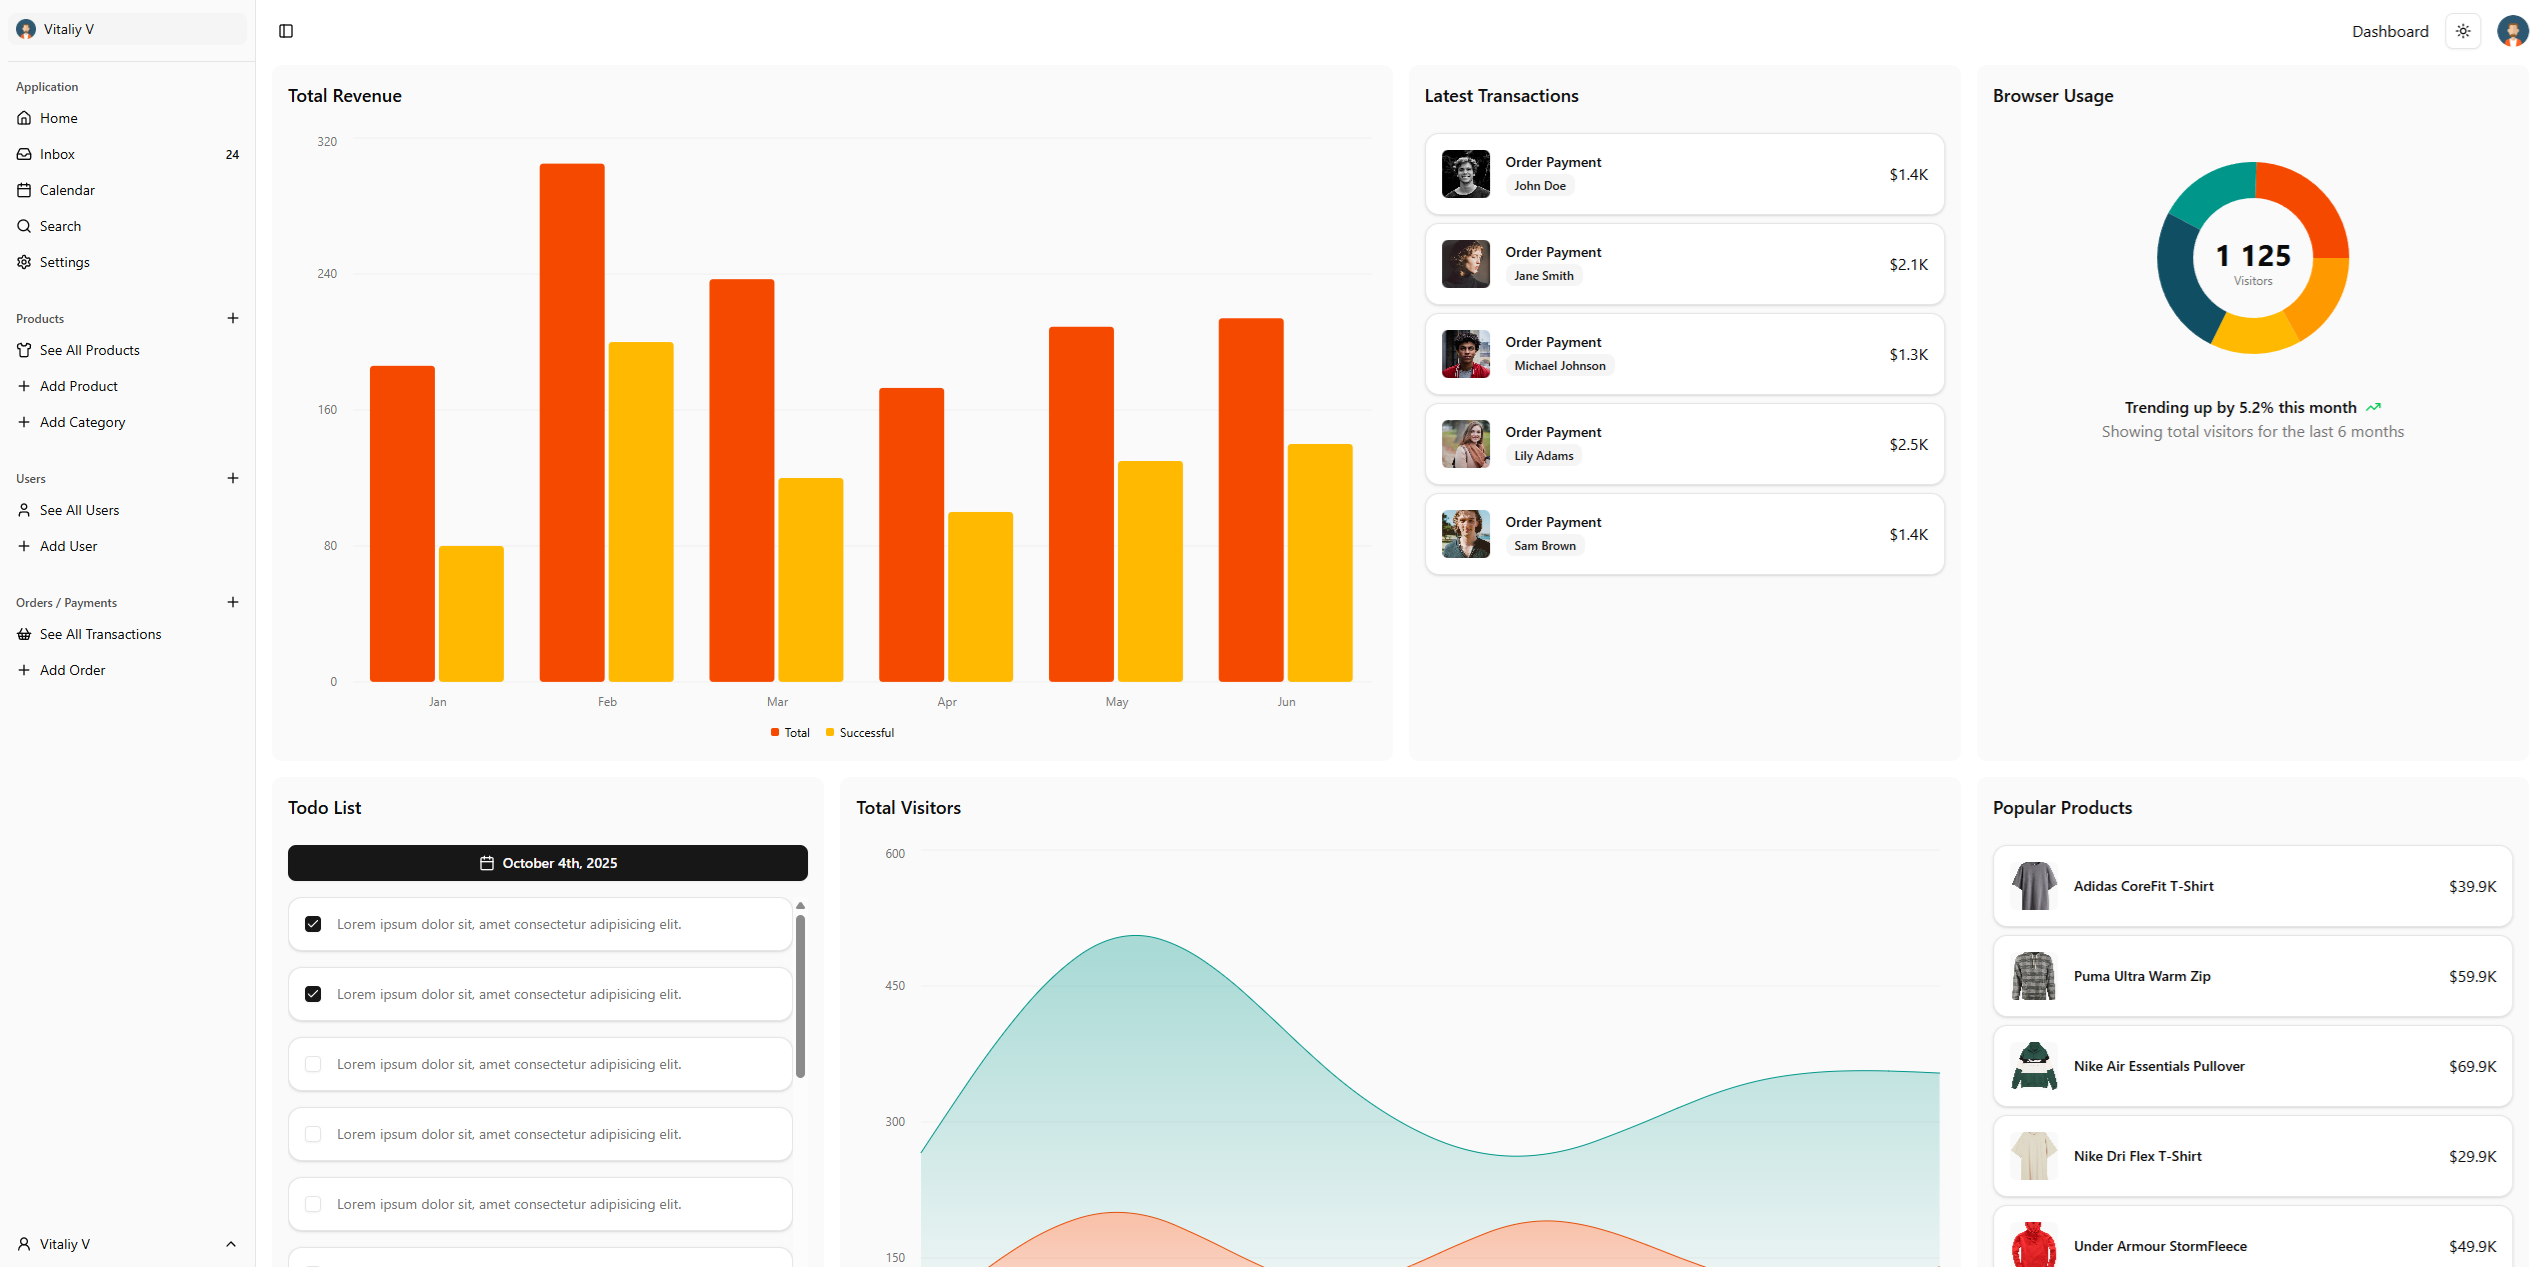 Vitaliy V
Dashboard
Application
Home
Inbox 24
Calendar
Search
Settings
Products
See All Products
Add Product
Add Category
Users
See All Users
Add User
Orders / Payments
See All Transactions
Add Order
Vitaliy V
Total Revenue
320
240
160
80
0
Jan Feb Mar Apr May Jun
Total Successful
Latest Transactions
Order Payment
John Doe
$1.4K
Order Payment
Jane Smith
$2.1K
Order Payment
Michael Johnson
$1.3K
Order Payment
Lily Adams
$2.5K
Order Payment
Sam Brown
$1.4K
Browser Usage
1 125
Visitors
Trending up by 5.2% this month
Showing total visitors for the last 6 months
Todo List
October 4th, 2025
Lorem ipsum dolor sit, amet consectetur adipisicing elit.
Lorem ipsum dolor sit, amet consectetur adipisicing elit.
Lorem ipsum dolor sit, amet consectetur adipisicing elit.
Lorem ipsum dolor sit, amet consectetur adipisicing elit.
Lorem ipsum dolor sit, amet consectetur adipisicing elit.
Total Visitors
600
450
300
150
Popular Products
Adidas CoreFit T-Shirt $39.9K
Puma Ultra Warm Zip $59.9K
Nike Air Essentials Pullover $69.9K
Nike Dri Flex T-Shirt $29.9K
Under Armour StormFleece $49.9K